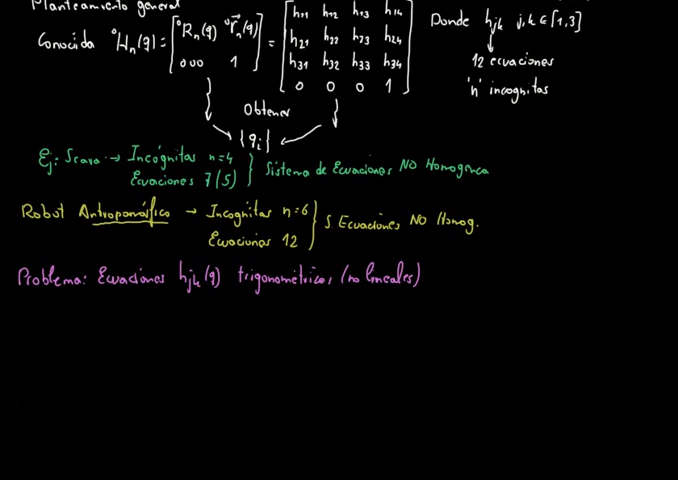 Planteamiento general
Conocida ⁰Hₙ(q) = [⁰Rₙ(q) ⁰r⃗ₙ(q); 000 1] = [h₁₁ h₁₂ h₁₃ h₁₄; h₂₁ h₂₂ h₂₃ h₂₄; h₃₁ h₃₂ h₃₃ h₃₄; 0 0 0 1] Donde hⱼₖ j,k ∈ [1,3]
12 ecuaciones
'n' incognitas
Obtener
{qᵢ}
Ej: Scara → Incógnitas n=4
Ecuaciones 7(5) } Sistema de Ecuaciones NO Homogenea
Robot Antropomórfico → Incognitas n=6
Ecuaciones 12 } S Ecuaciones NO Homog.
Problema: Ecuaciones hⱼₖ(q) trigonométricas (no lineales)